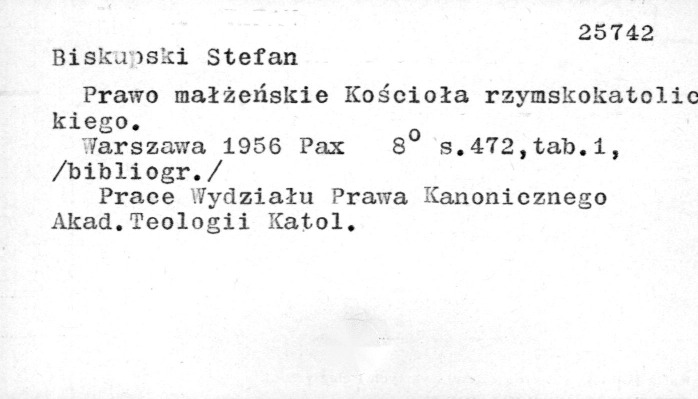 25742
Biskupski Stefan
Prawo małżeńskie Kościoła rzymskokatolic
kiego.
Warszawa 1956 Pax 8º s.472,tab.1,
/bibliogr./
Prace Wydziału Prawa Kanonicznego
Akad.Teologii Katol.